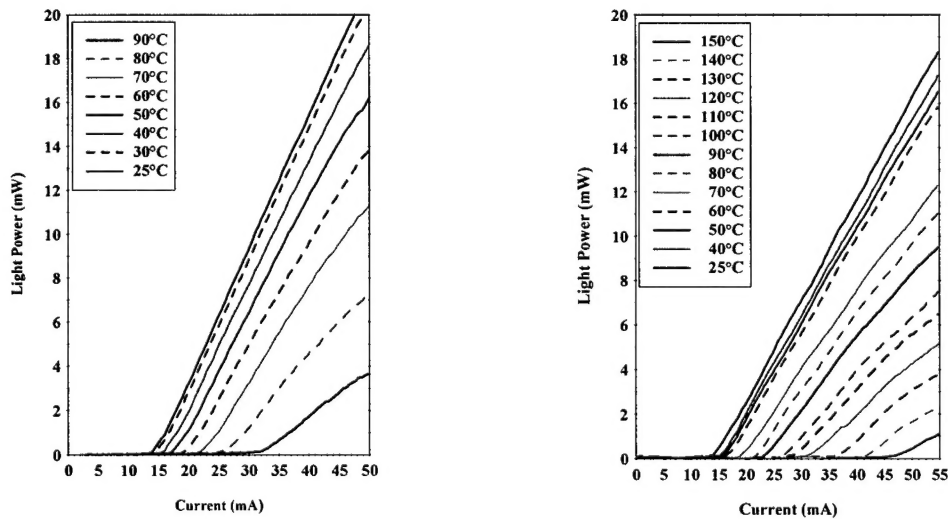 20
18
16
14
12
10
8
6
4
2
0
Light Power (mW)
90°C
80°C
70°C
60°C
50°C
40°C
30°C
25°C
0 5 10 15 20 25 30 35 40 45 50
Current (mA)
20
18
16
14
12
10
8
6
4
2
0
Light Power (mW)
150°C
140°C
130°C
120°C
110°C
100°C
90°C
80°C
70°C
60°C
50°C
40°C
25°C
0 5 10 15 20 25 30 35 40 45 50 55
Current (mA)